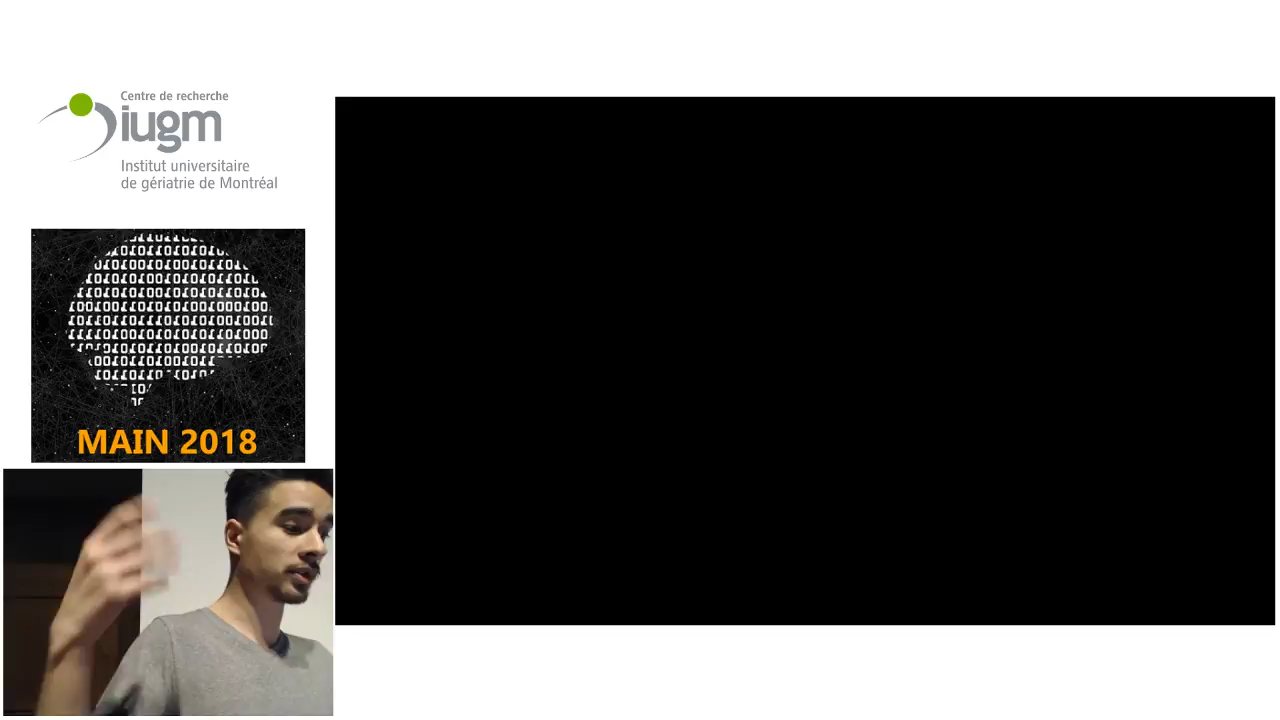 Centre de recherche
iugm
Institut universitaire
de gériatrie de Montréal
MAIN 2018